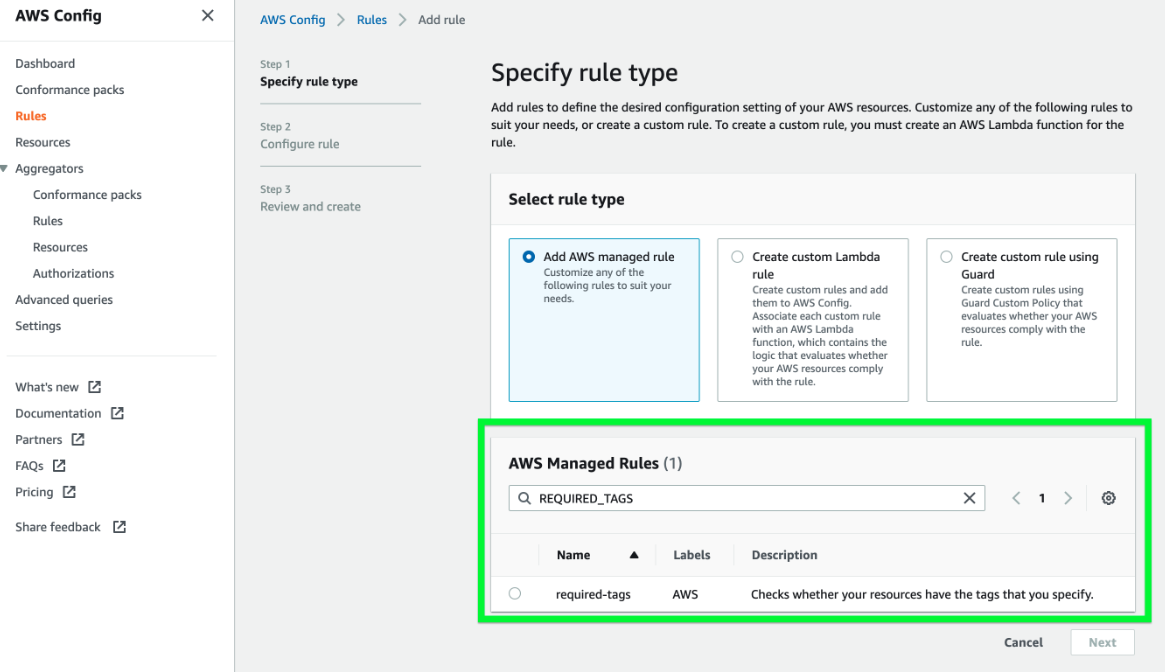 AWS Config
Dashboard
Conformance packs
Rules
Resources
Aggregators
Conformance packs
Rules
Resources
Authorizations
Advanced queries
Settings
What's new
Documentation
Partners
FAQs
Pricing
Share feedback
AWS Config Rules Add rule
Step 1
Specify rule type
Step 2
Configure rule
Step 3
Review and create
Specify rule type
Add rules to define the desired configuration setting of your AWS resources. Customize any of the following rules to
suit your needs, or create a custom rule. To create a custom rule, you must create an AWS Lambda function for the
rule.
Select rule type
Add AWS managed rule
Customize any of the
following rules to suit your
needs.
Create custom Lambda
rule
Create custom rules and add
them to AWS Config.
Associate each custom rule
with an AWS Lambda
function, which contains the
logic that evaluates whether
your AWS resources comply
with the rule.
Create custom rule using
Guard
Create custom rules using
Guard Custom Policy that
evaluates whether your AWS
resources comply with the
rule.
AWS Managed Rules (1)
REQUIRED_TAGS 1
Name Labels Description
required-tags AWS Checks whether your resources have the tags that you specify.
Cancel Next